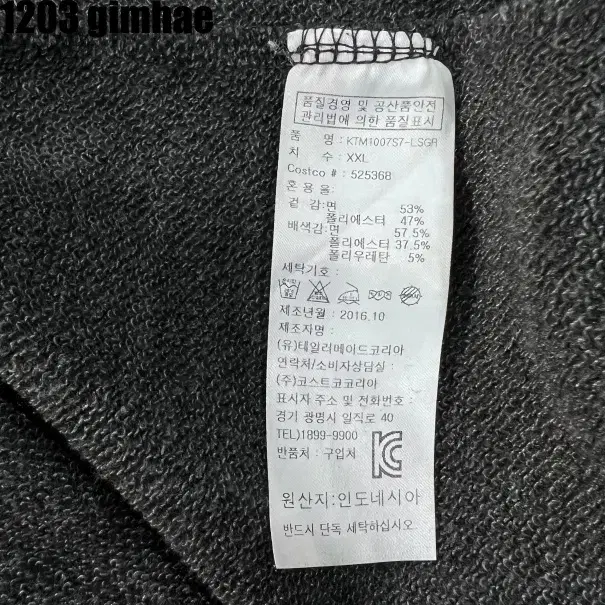 1203 gimhae
품질경영 및 공산품안전
관리법에 의한 품질표시
품 명 : KTM1007S7-LSGR
치 수 : XXL
Costco # : 525368
혼 용 율:
겉 감:면 53%
폴리에스타 47%
배색감:면 57.5%
폴리에스타 37.5%
폴리우레탄 5%
세탁기호 :
제조년월 : 2016.10
제조자명 :
(유)테일러메이드코리아
연락처/소비자상담실 :
(주)코스트코코리아
표시자 주소 및 전화번호 :
경기 광명시 일직로 40
TEL)1899-9900
반품처 : 구입처
원산지:인도네시아
반드시 단독 세탁하십시오